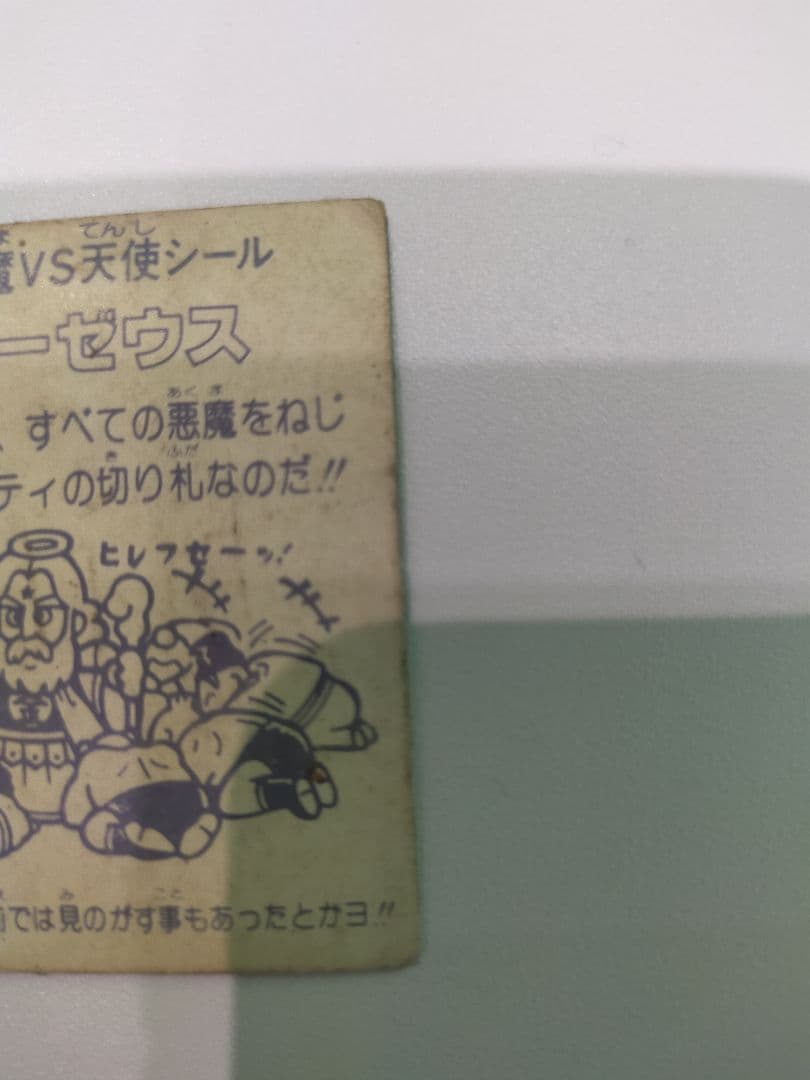 魔VS天使シール
ーゼウス
、すべての悪魔をねじ
ティの切り札なのだ!!
ヒレフセーッ!
では見のがす事もあったとかヨ!!